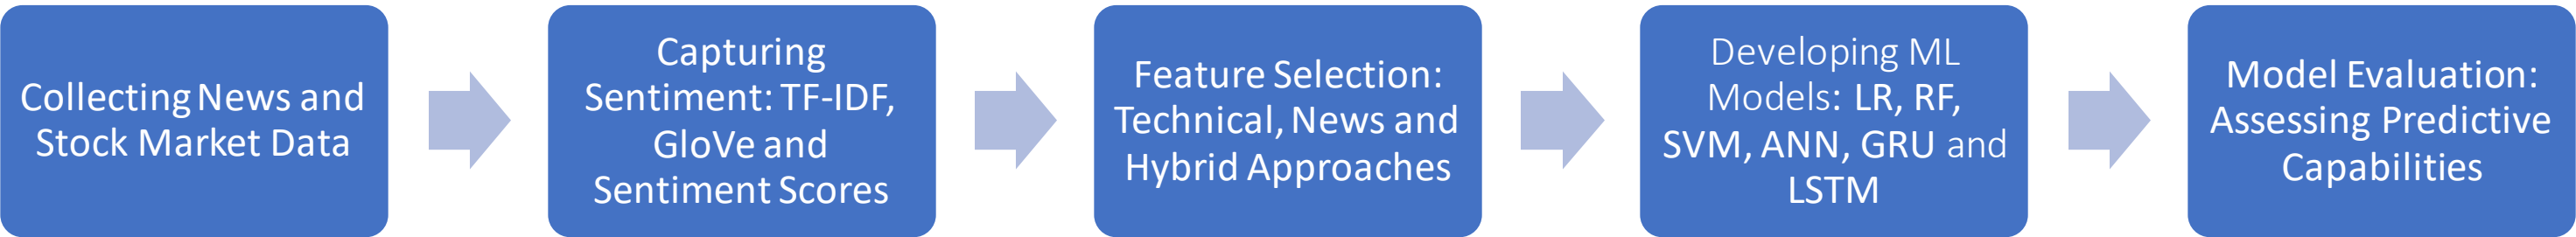 Collecting News and
Stock Market Data
Capturing
Sentiment: TF-IDF,
GloVe and
Sentiment Scores
Feature Selection:
Technical, News and
Hybrid Approaches
Developing ML
Models: LR, RF,
SVM, ANN, GRU and
LSTM
Model Evaluation:
Assessing Predictive
Capabilities